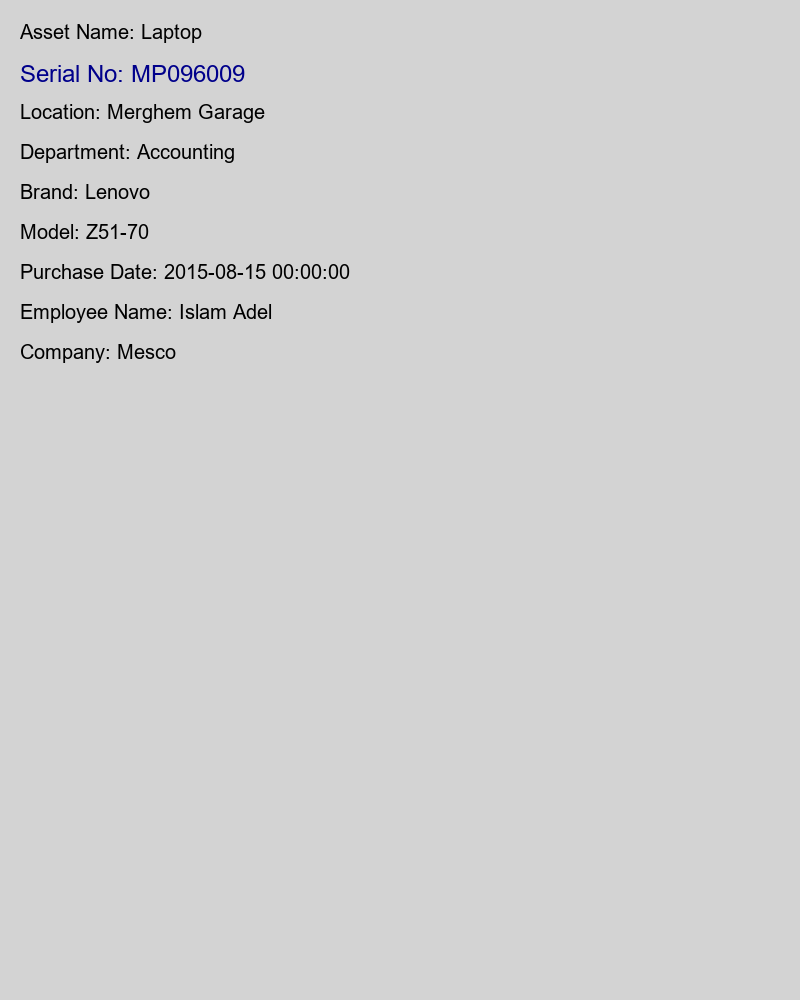 Asset Name: Laptop
Serial No: MP096009
Location: Merghem Garage
Department: Accounting
Brand: Lenovo
Model: Z51-70
Purchase Date: 2015-08-15 00:00:00
Employee Name: Islam Adel
Company: Mesco